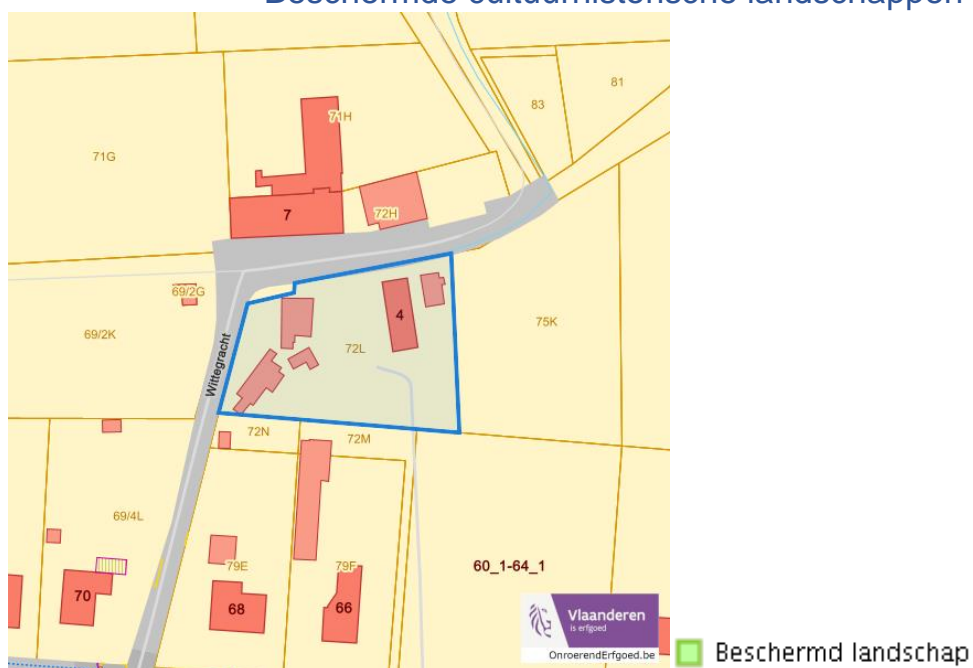 Beschermde cultuurhistorische landschappen
81
83
71H
71G
7
72H
69/2G
75K
4
69/2K
72L
Wittegracht
72N
72M
69/4L
79E
79F
60_1-64_1
70
68
66
Vlaanderen
is erfgoed
OnroerendErfgoed.be
Beschermd landschap